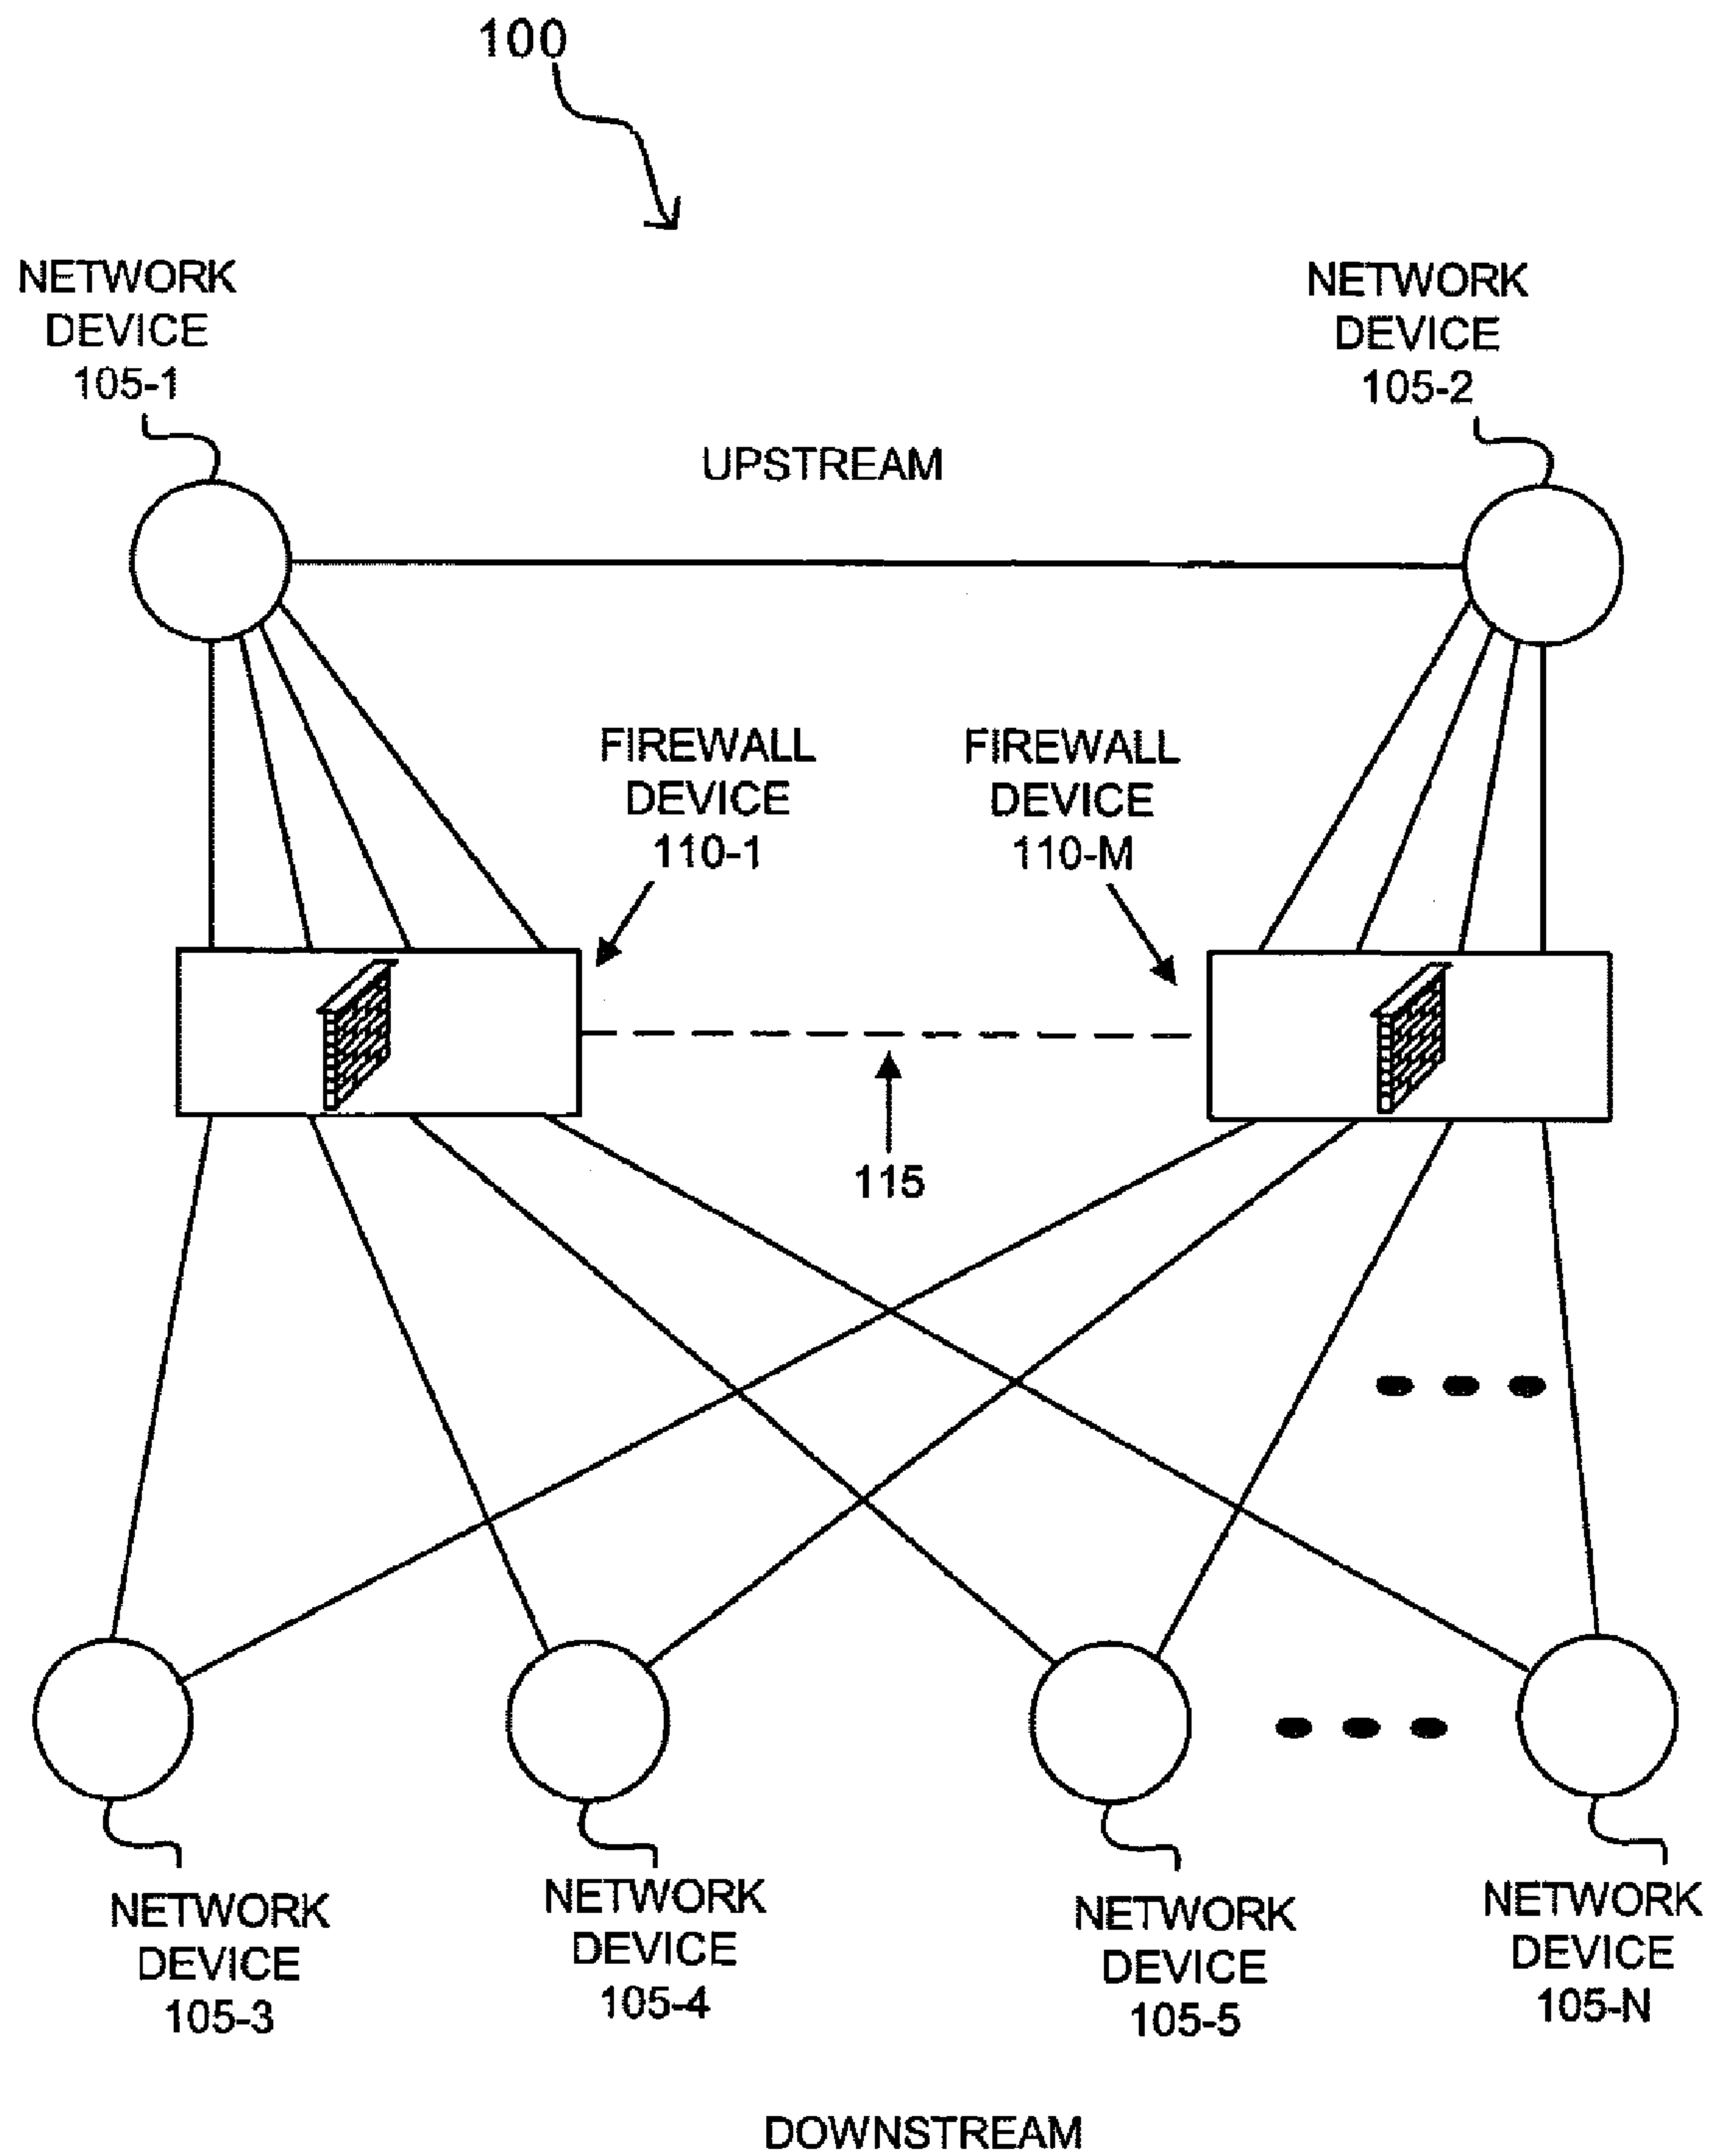 100
NETWORK
DEVICE
105-1
NETWORK
DEVICE
105-2
UPSTREAM
FIREWALL
DEVICE
110-1
FIREWALL
DEVICE
110-M
115
NETWORK
DEVICE
105-3
NETWORK
DEVICE
105-4
NETWORK
DEVICE
105-5
NETWORK
DEVICE
105-N
DOWNSTREAM